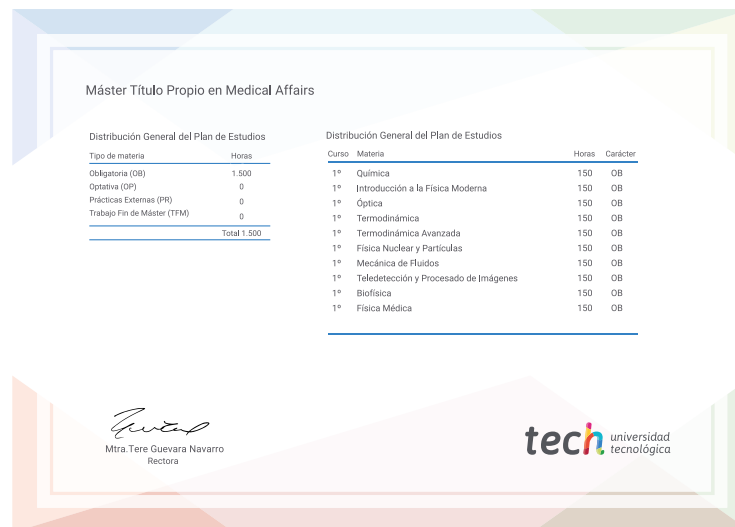 Máster Título Propio en Medical Affairs
Distribución General del Plan de Estudios
Tipo de materia Horas
Obligatoria (OB) 1.500
Optativa (OP) 0
Prácticas Externas (PR) 0
Trabajo Fin de Máster (TFM) 0
Total 1.500
Distribución General del Plan de Estudios
Curso Materia Horas Carácter
1º Química 150 OB
1º Introducción a la Física Moderna 150 OB
1º Óptica 150 OB
1º Termodinámica 150 OB
1º Termodinámica Avanzada 150 OB
1º Física Nuclear y Partículas 150 OB
1º Mecánica de Fluidos 150 OB
1º Teledetección y Procesado de Imágenes 150 OB
1º Biofísica 150 OB
1º Física Médica 150 OB
Mtra.Tere Guevara Navarro
Rectora
tech universidad
tecnológica